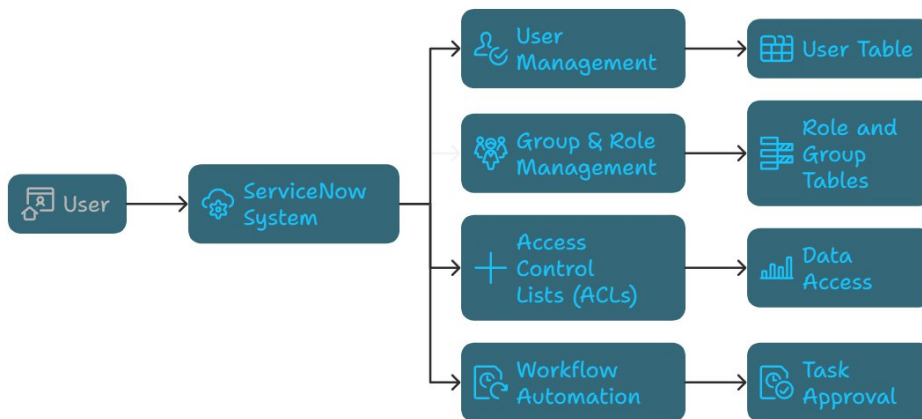 User
ServiceNow
System
User
Management
User Table
Group & Role
Management
Role and
Group
Tables
Access
Control
Lists (ACLs)
Data
Access
Workflow
Automation
Task
Approval